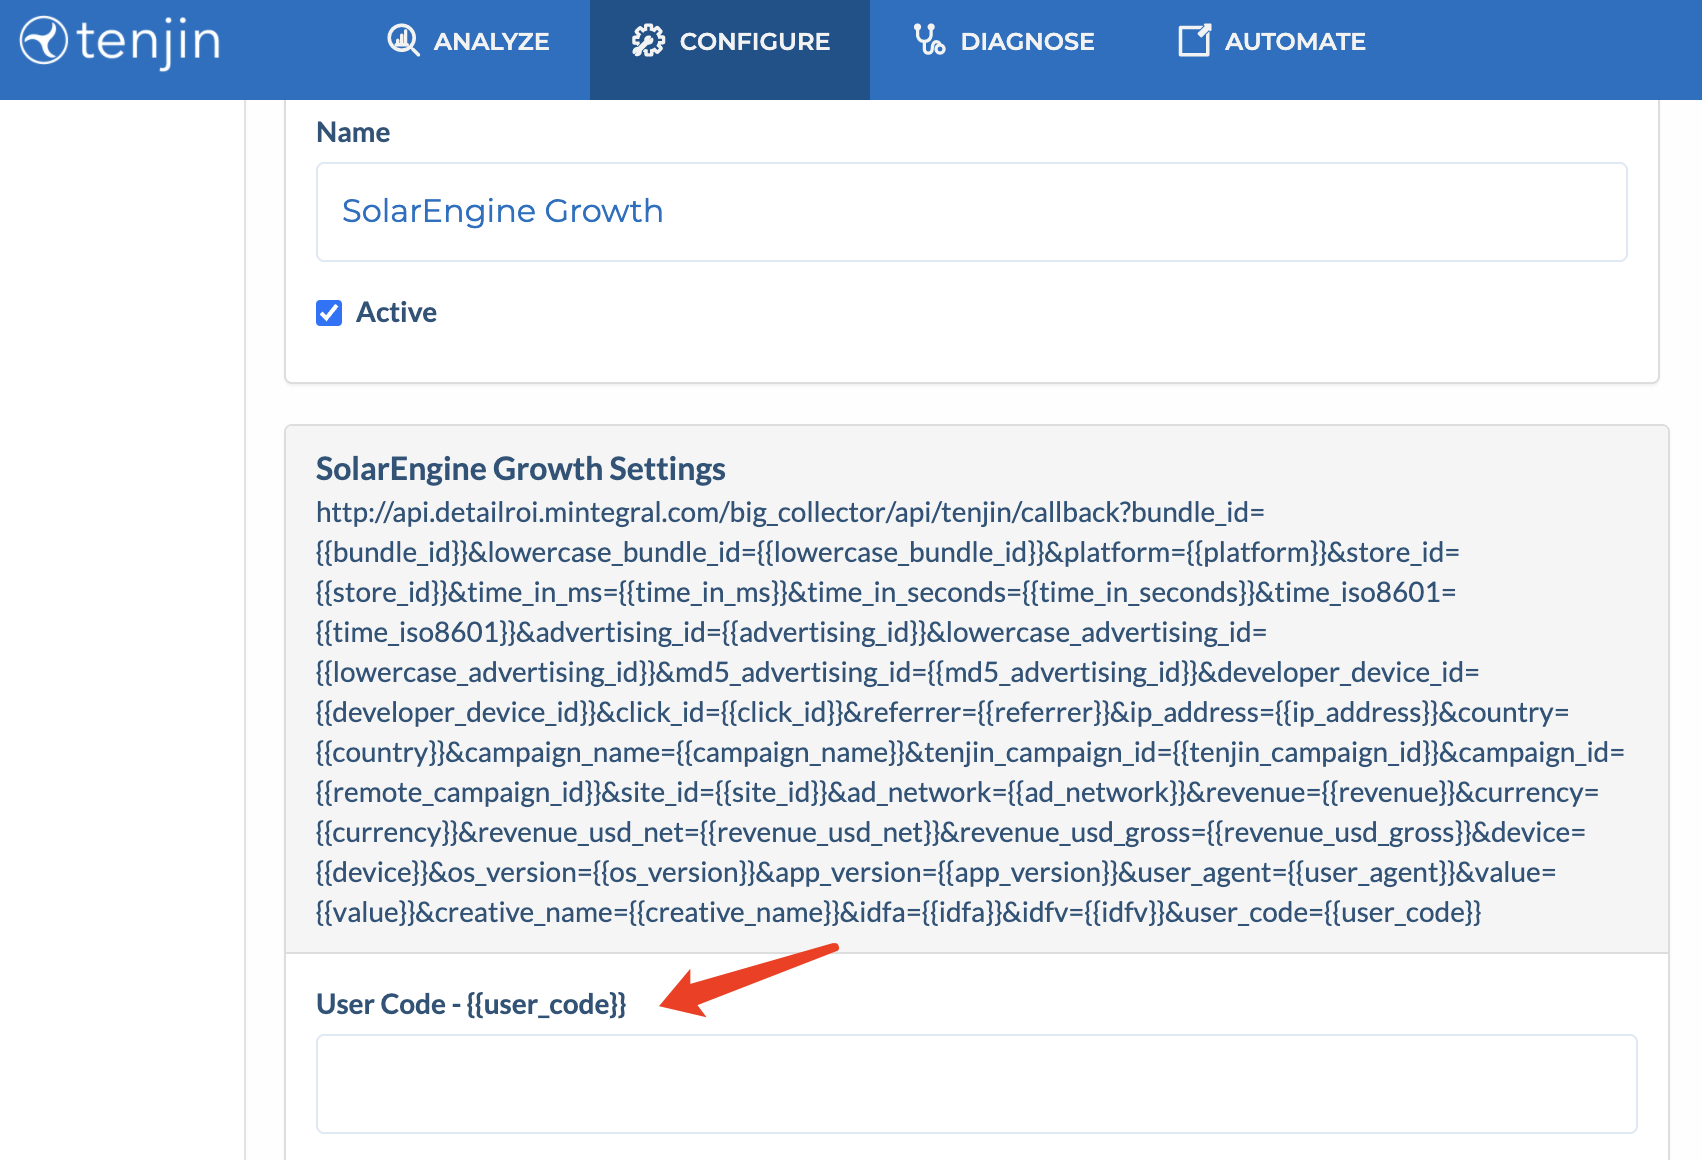 tenjin
ANALYZE
CONFIGURE
DIAGNOSE
AUTOMATE
Name
SolarEngine Growth
Active
SolarEngine Growth Settings
http://api.detailroi.mintegral.com/big_collector/api/tenjin/callback?bundle_id=
{{bundle_id}}&lowercase_bundle_id={{lowercase_bundle_id}}&platform={{platform}}&store_id=
{{store_id}}&time_in_ms={{time_in_ms}}&time_in_seconds={{time_in_seconds}}&time_iso8601=
{{time_iso8601}}&advertising_id={{advertising_id}}&lowercase_advertising_id=
{{lowercase_advertising_id}}&md5_advertising_id={{md5_advertising_id}}&developer_device_id=
{{developer_device_id}}&click_id={{click_id}}&referrer={{referrer}}&ip_address={{ip_address}}&country=
{{country}}&campaign_name={{campaign_name}}&tenjin_campaign_id={{tenjin_campaign_id}}&campaign_id=
{{remote_campaign_id}}&site_id={{site_id}}&ad_network={{ad_network}}&revenue={{revenue}}&currency=
{{currency}}&revenue_usd_net={{revenue_usd_net}}&revenue_usd_gross={{revenue_usd_gross}}&device=
{{device}}&os_version={{os_version}}&app_version={{app_version}}&user_agent={{user_agent}}&value=
{{value}}&creative_name={{creative_name}}&idfa={{idfa}}&idfv={{idfv}}&user_code={{user_code}}
User Code - {{user_code}}